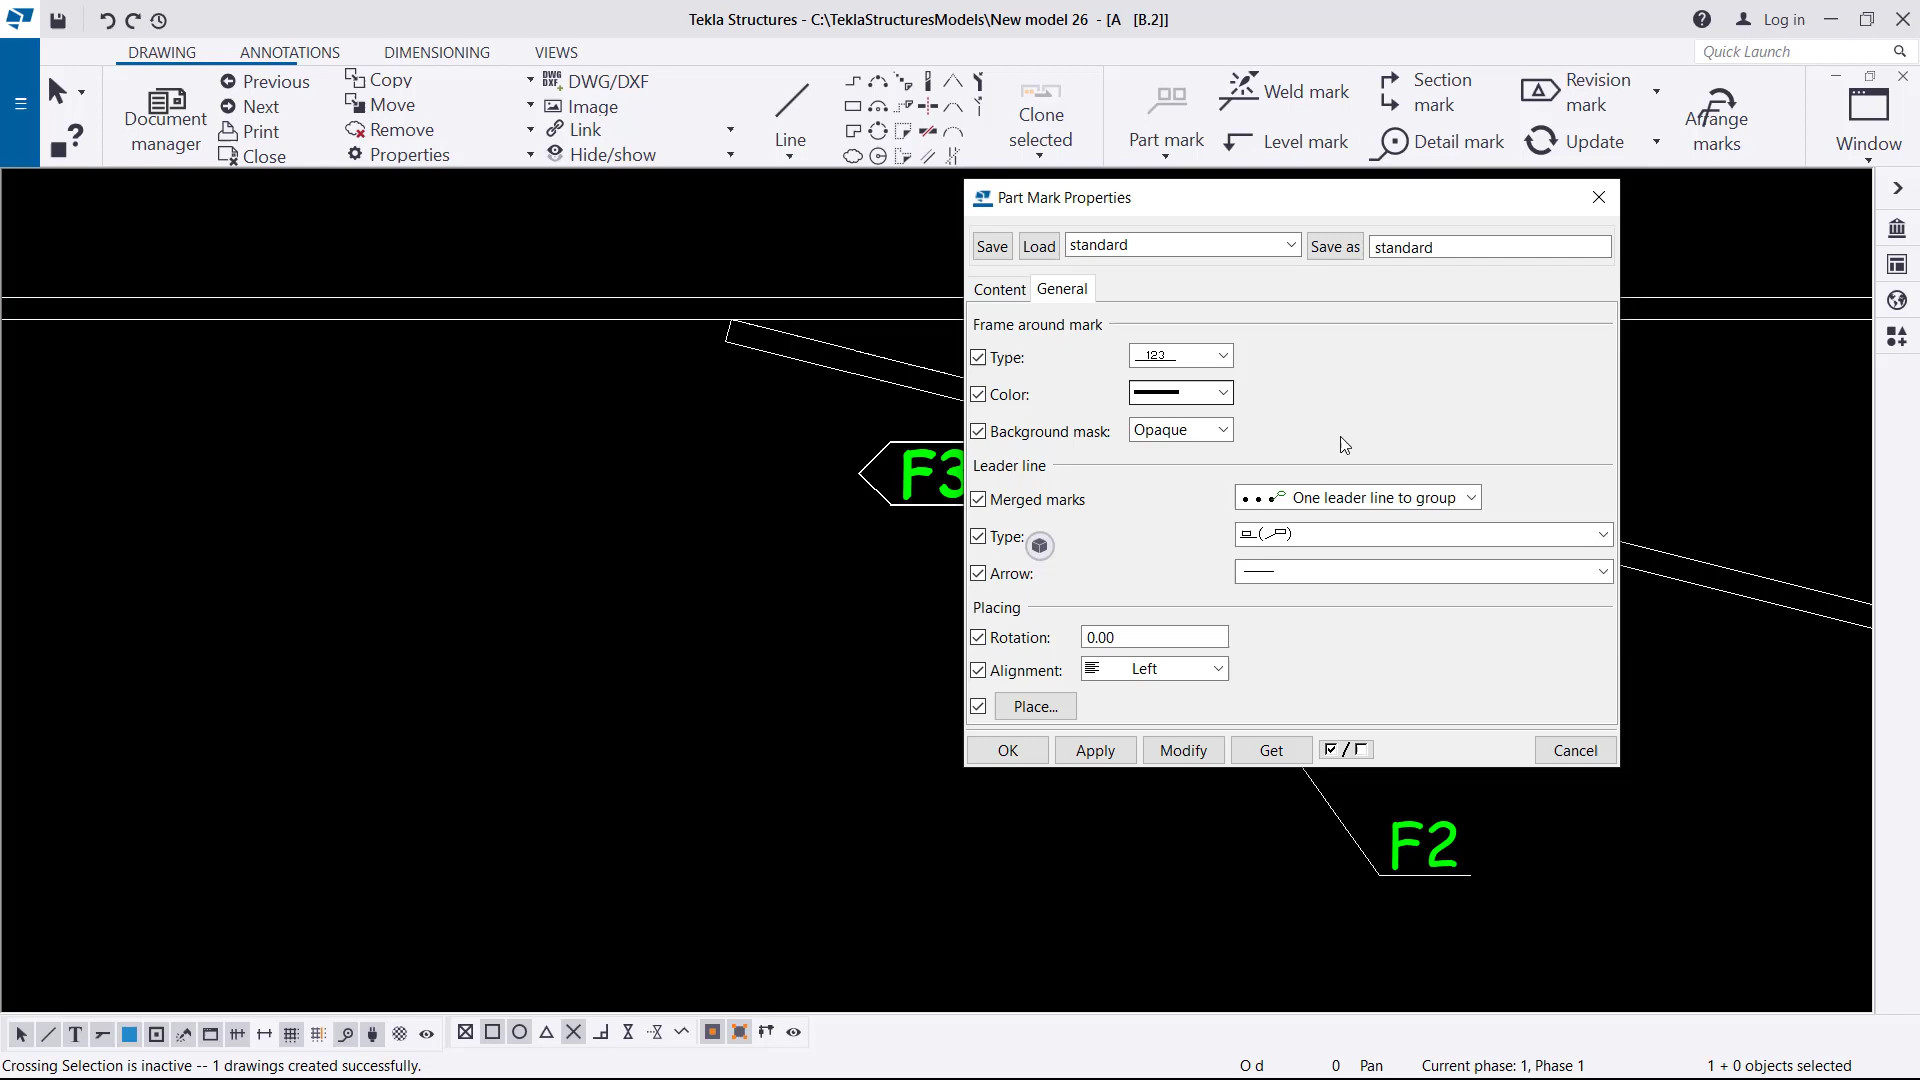 Tekla Structures - C:\TeklaStructuresModels\New model 26 - [A [B.2]]
Log in
DRAWING
ANNOTATIONS
DIMENSIONING
VIEWS
Quick Launch
Document manager
Previous
Next
Print
Close
Copy
Move
Remove
Properties
DWG/DXF
Image
Link
Hide/show
Line
Clone selected
Part mark
Weld mark
Level mark
Section mark
Detail mark
Revision mark
Update
Arrange marks
Window
Part Mark Properties
Save
Load
standard
Save as
standard
Content
General
Frame around mark
Type:
123
Color:
Background mask:
Opaque
Leader line
Merged marks
One leader line to group
Type:
Arrow:
Placing
Rotation:
0.00
Alignment:
Left
Place...
OK
Apply
Modify
Get
Cancel
F3
F2
Crossing Selection is inactive -- 1 drawings created successfully.
O d
0
Pan
Current phase: 1, Phase 1
1 + 0 objects selected